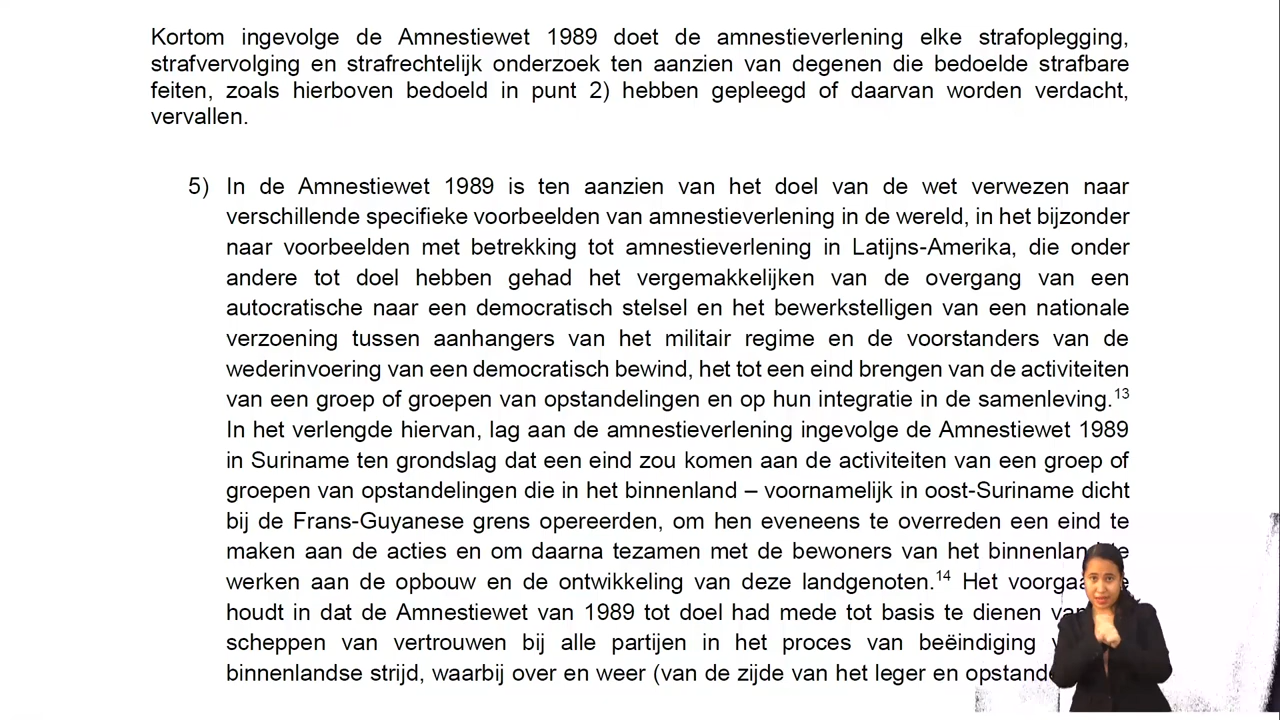 Kortom ingevolge de Amnestiewet 1989 doet de amnestieverlening elke strafoplegging,
strafvervolging en strafrechtelijk onderzoek ten aanzien van degenen die bedoelde strafbare
feiten, zoals hierboven bedoeld in punt 2) hebben gepleegd of daarvan worden verdacht,
vervallen.
5) In de Amnestiewet 1989 is ten aanzien van het doel van de wet verwezen naar
verschillende specifieke voorbeelden van amnestieverlening in de wereld, in het bijzonder
naar voorbeelden met betrekking tot amnestieverlening in Latijns-Amerika, die onder
andere tot doel hebben gehad het vergemakkelijken van de overgang van een
autocratische naar een democratisch stelsel en het bewerkstelligen van een nationale
verzoening tussen aanhangers van het militair regime en de voorstanders van de
wederinvoering van een democratisch bewind, het tot een eind brengen van de activiteiten
van een groep of groepen van opstandelingen en op hun integratie in de samenleving.13
In het verlengde hiervan, lag aan de amnestieverlening ingevolge de Amnestiewet 1989
in Suriname ten grondslag dat een eind zou komen aan de activiteiten van een groep of
groepen van opstandelingen die in het binnenland – voornamelijk in oost-Suriname dicht
bij de Frans-Guyanese grens opereerden, om hen eveneens te overreden een eind te
maken aan de acties en om daarna tezamen met de bewoners van het binnenland te
werken aan de opbouw en de ontwikkeling van deze landgenoten.14 Het
houdt in dat de Amnestiewet van 1989 tot doel had mede tot basis te dienen
scheppen van vertrouwen bij alle partijen in het proces van beëindiging
binnenlandse strijd, waarbij over en weer (van de zijde van het leger en